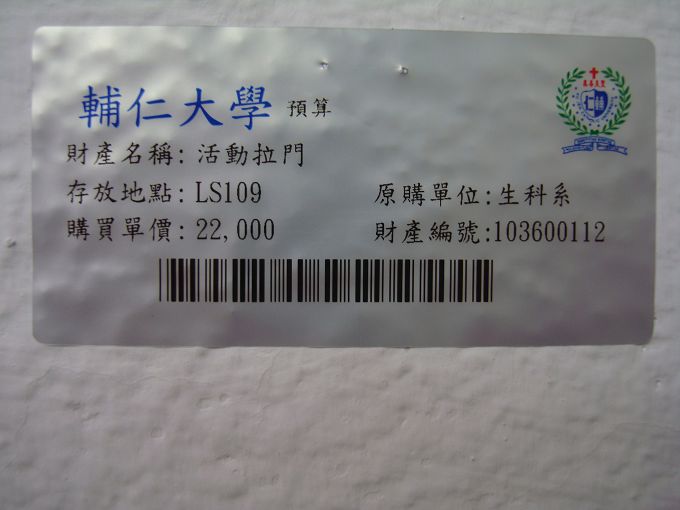 輔仁大學 預算
財產名稱: 活動拉門
存放地點: LS109 原購單位: 生科系
購買單價: 22,000 財產編號:103600112